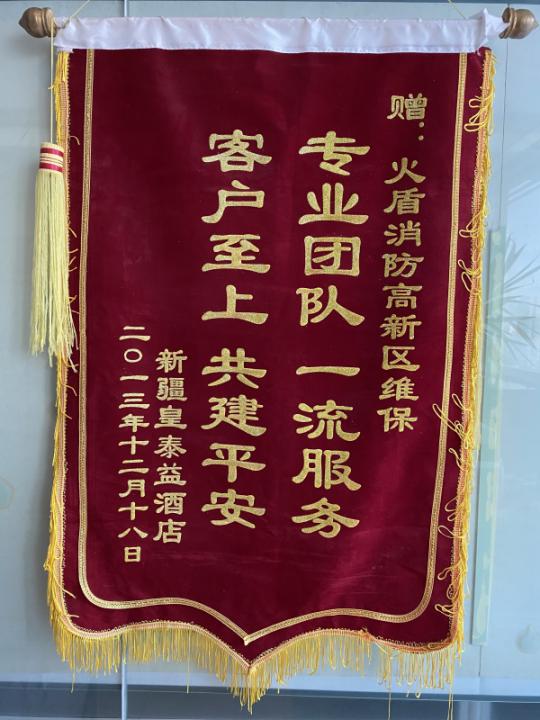 赠：火盾消防高新区维保
专业团队 一流服务
客户至上 共建平安
新疆皇泰益酒店
二〇一三年十二月十八日